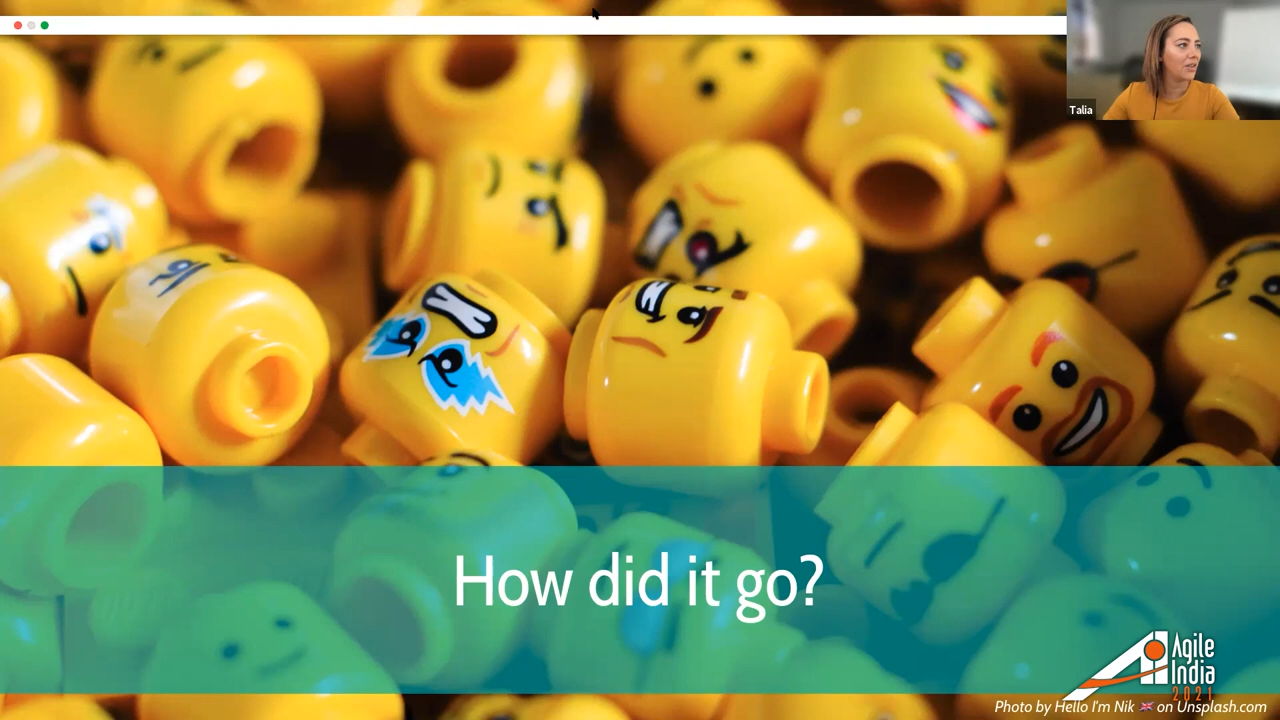 Talia
How did it go?
Agile
India
2021
Photo by Hello I'm Nik 🇬🇧 on Unsplash.com